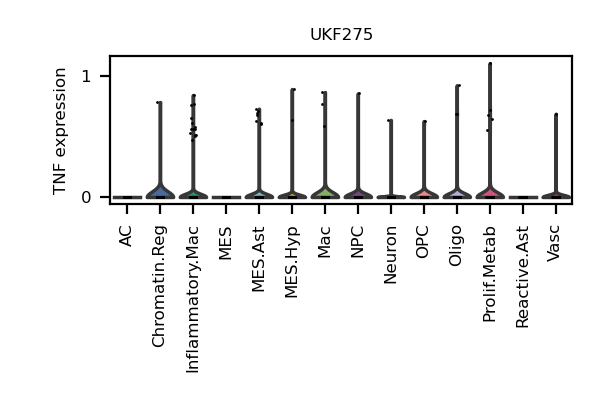 UKF275
TNF expression
1
0
AC
Chromatin.Reg
Inflammatory.Mac
MES
MES.Ast
MES.Hyp
Mac
NPC
Neuron
OPC
Oligo
Prolif.Metab
Reactive.Ast
Vasc